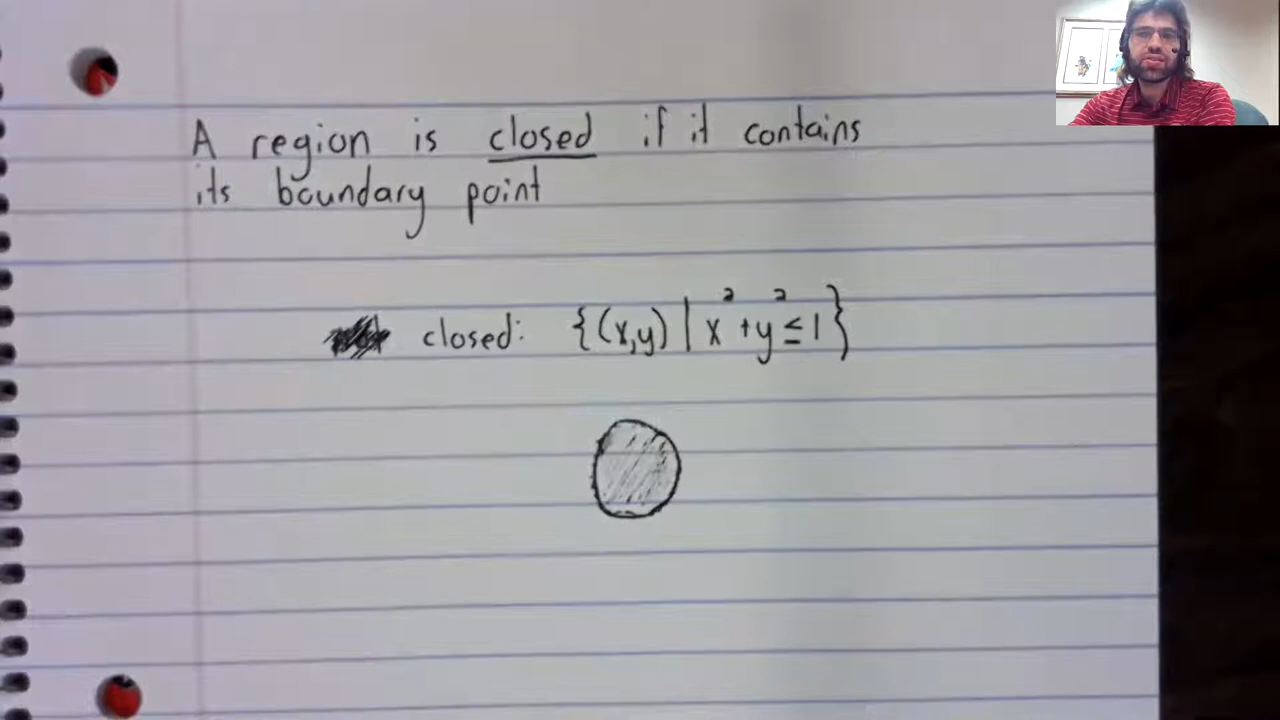 A region is closed if it contains
its boundary point
closed: {(x,y) | x²+y² ≤ 1}